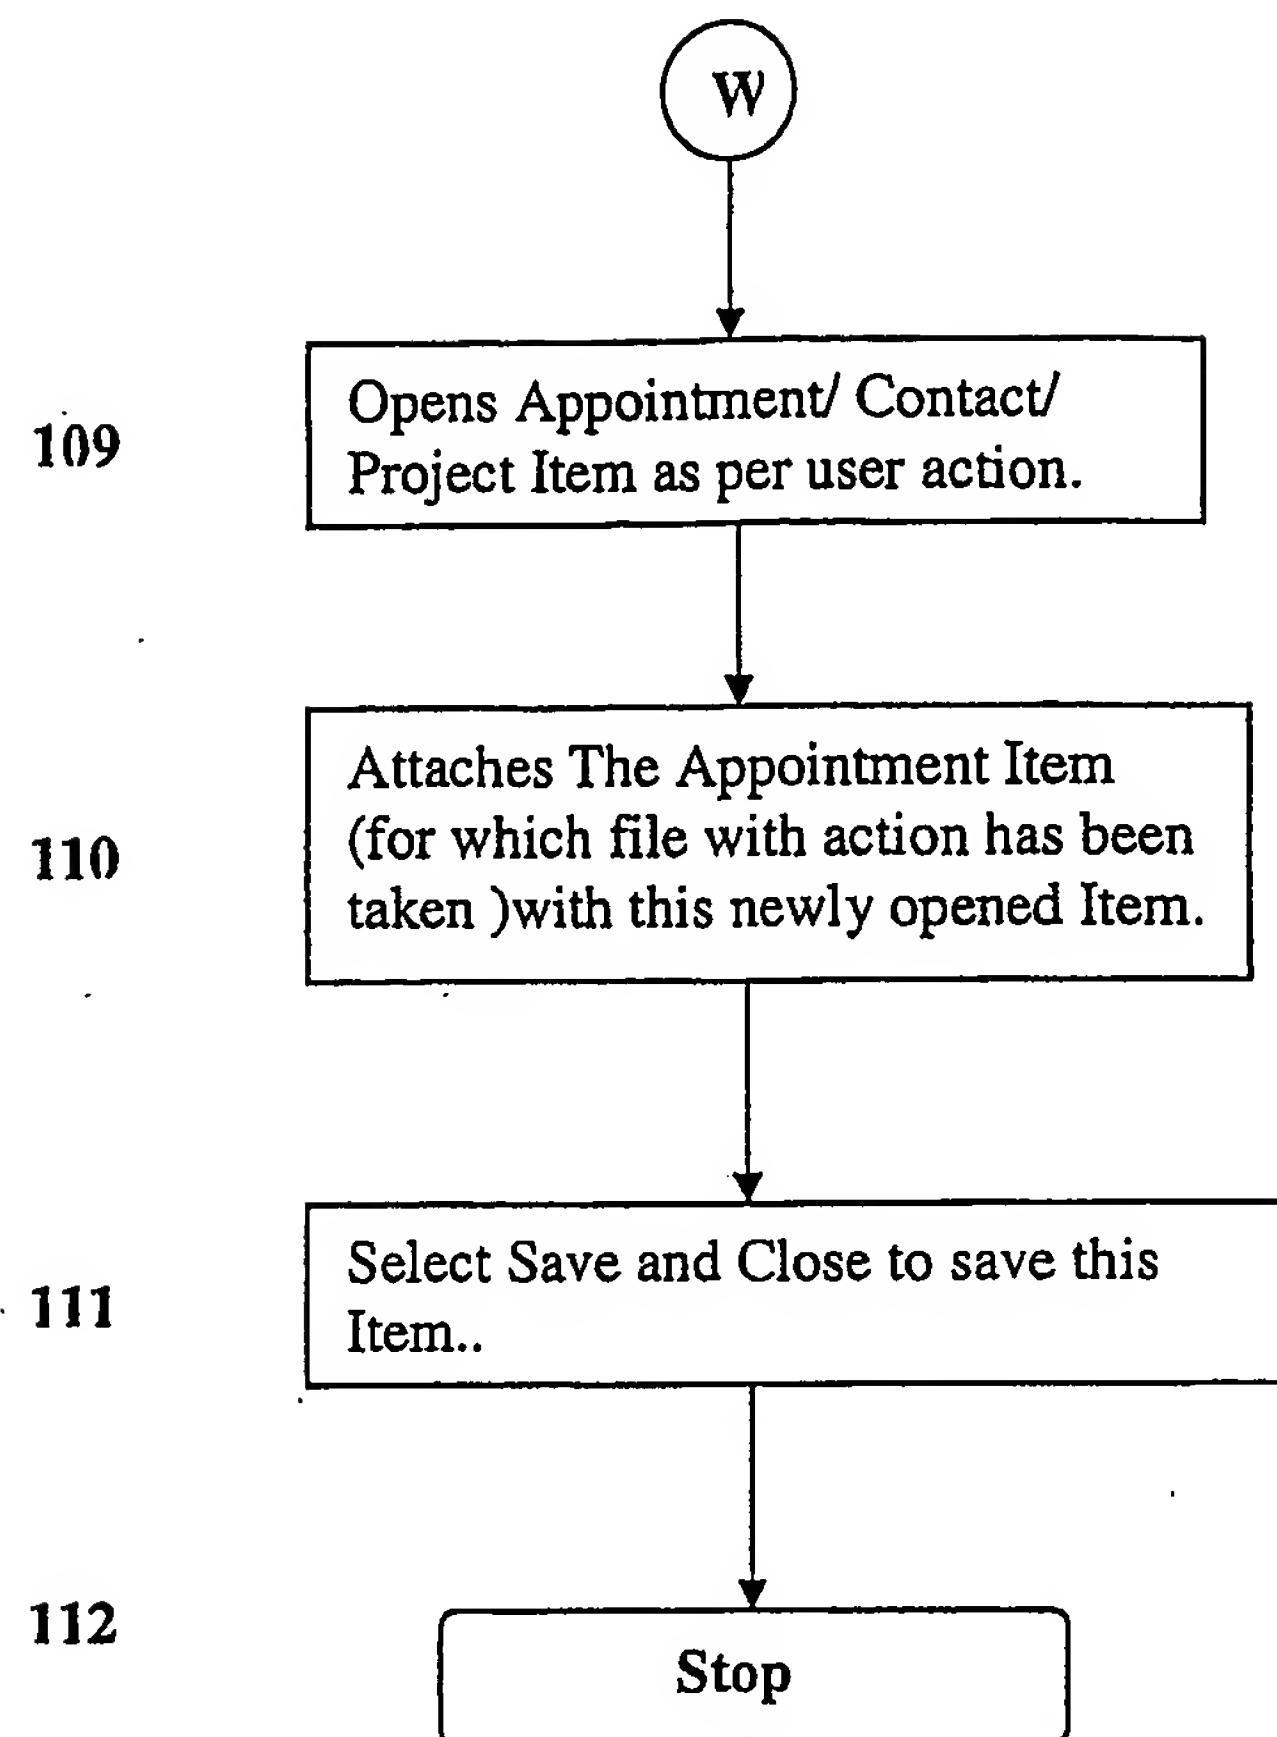 W
109
Opens Appointment/ Contact/
Project Item as per user action.
110
Attaches The Appointment Item
(for which file with action has been
taken )with this newly opened Item.
111
Select Save and Close to save this
Item..
112
Stop